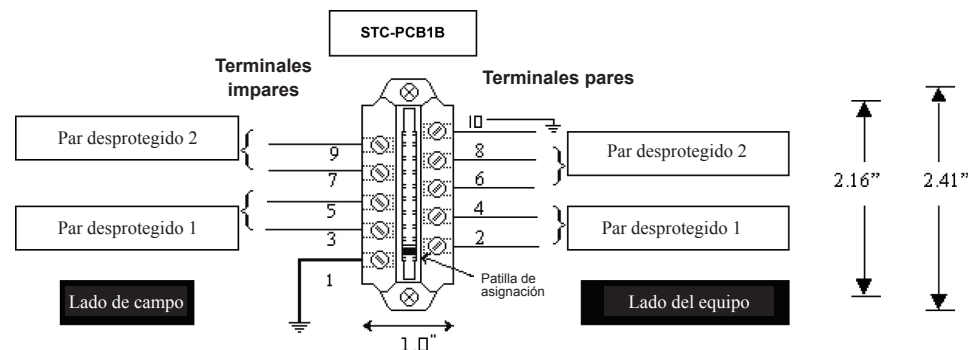 STC-PCB1B
Terminales
impares
Terminales pares
Par desprotegido 2
9
7
5
3
1
10
8
6
4
2
Par desprotegido 2
Par desprotegido 1
Par desprotegido 1
Patilla de
asignación
Lado de campo
Lado del equipo
1.0"
2.16"
2.41"